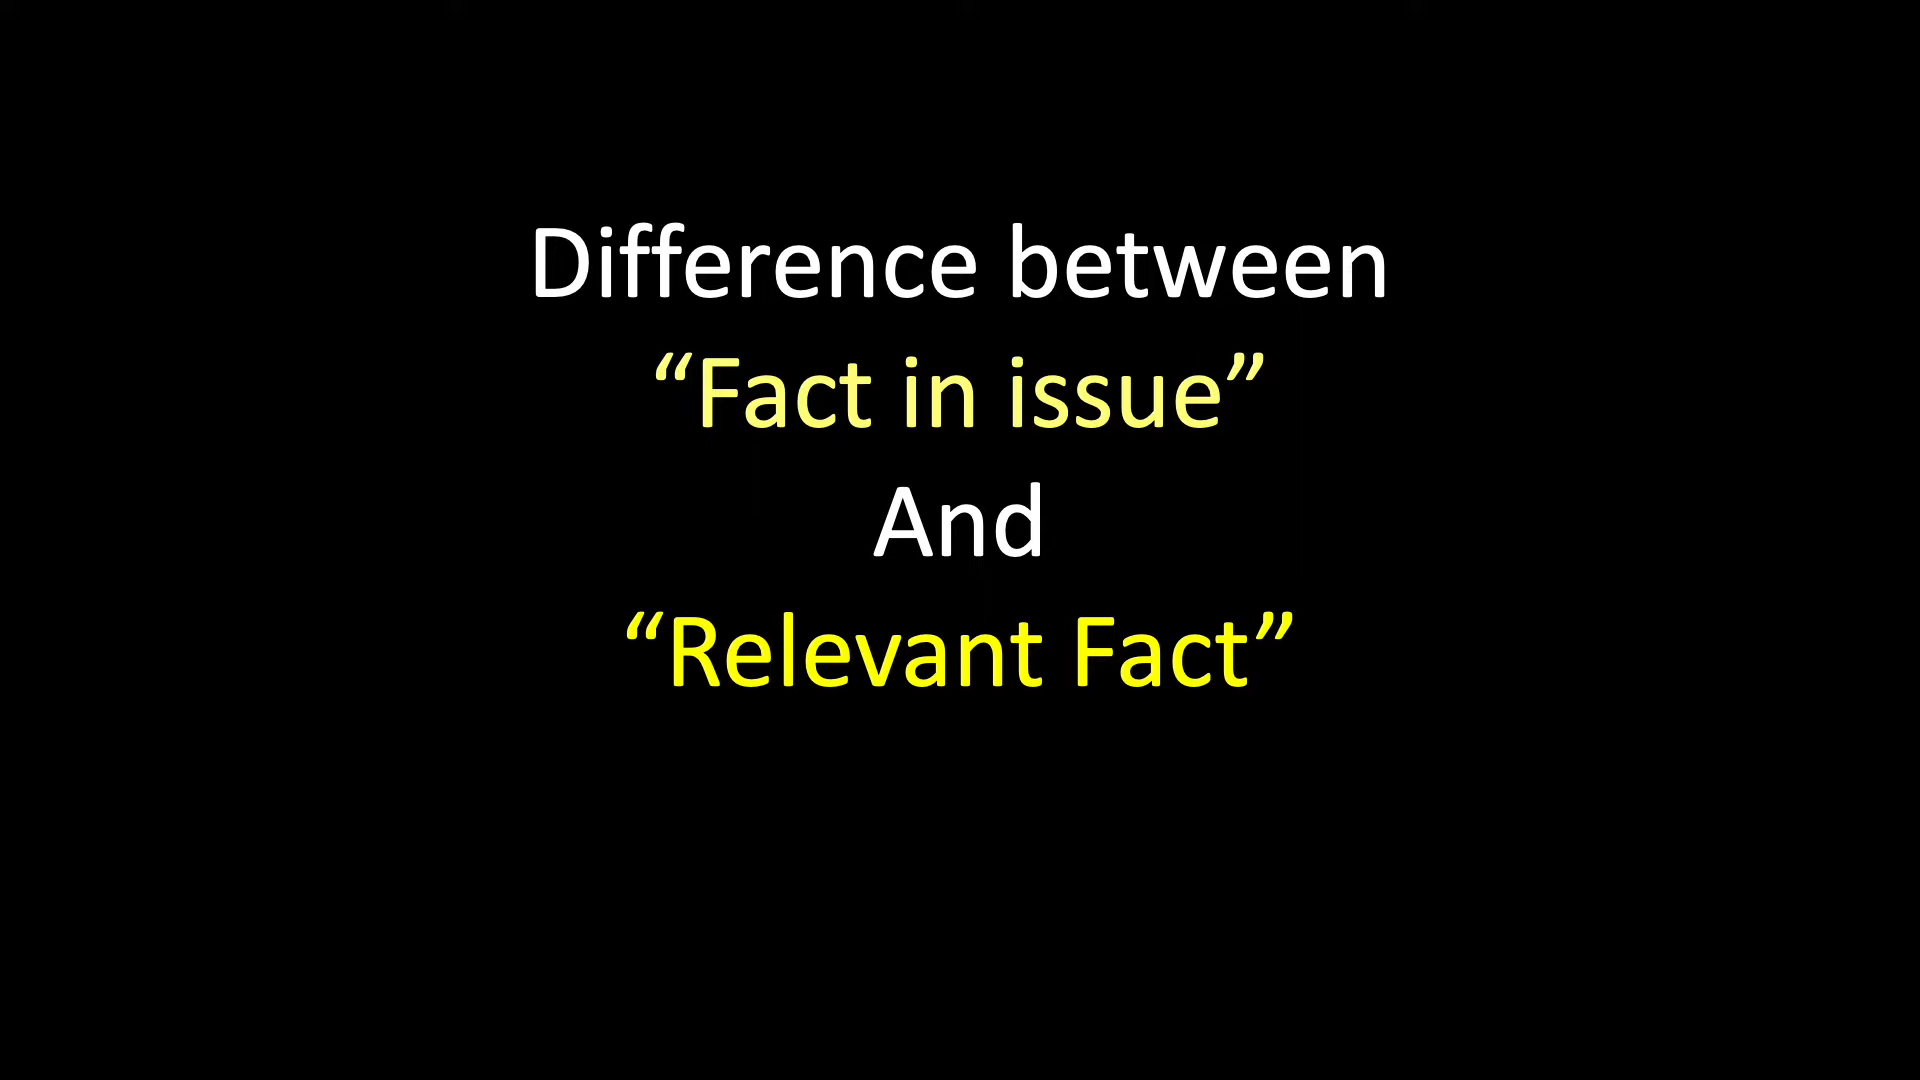 Difference between
“Fact in issue”
And
“Relevant Fact”